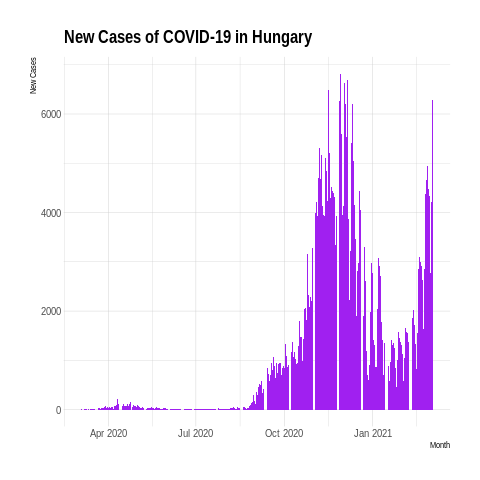 New Cases of COVID-19 in Hungary
New Cases
6000
4000
2000
0
Apr 2020 Jul 2020 Oct 2020 Jan 2021
Month